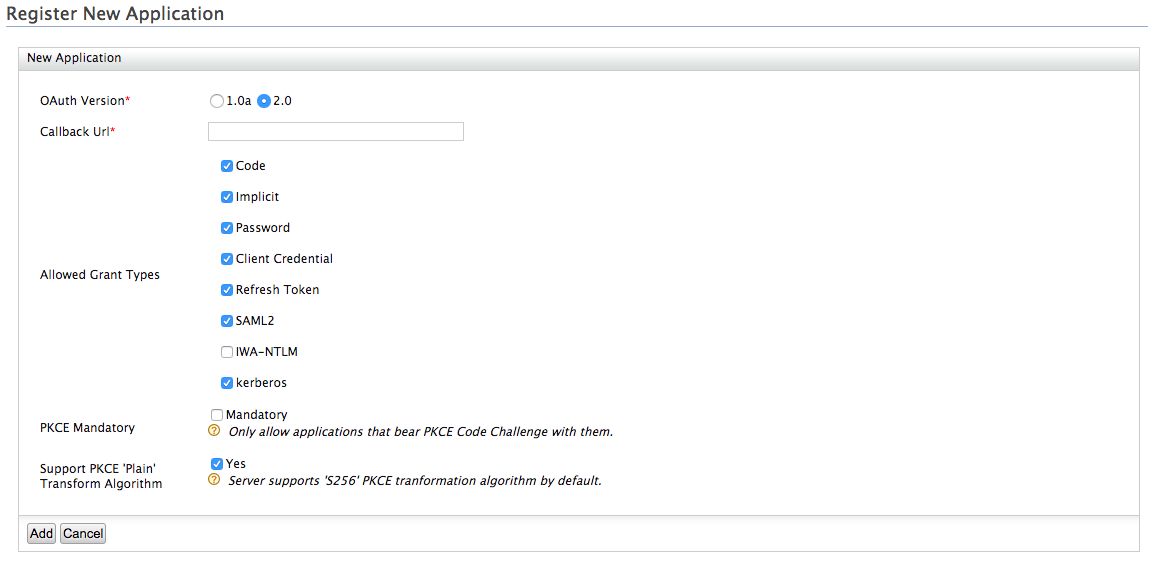 Register New Application
New Application
OAuth Version*
1.0a 2.0
Callback Url*
Code
Implicit
Password
Client Credential
Allowed Grant Types
Refresh Token
SAML2
IWA-NTLM
kerberos
PKCE Mandatory
Mandatory
? Only allow applications that bear PKCE Code Challenge with them.
Support PKCE 'Plain'
Transform Algorithm
Yes
? Server supports 'S256' PKCE tranformation algorithm by default.
Add Cancel